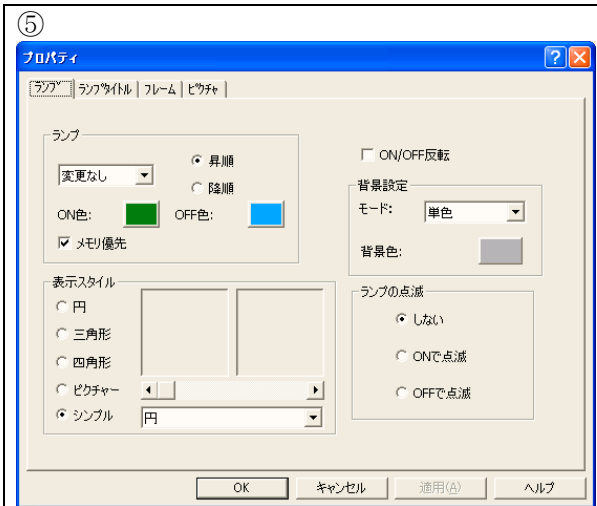 ⑤
プロパティ
ランプ ランプタイトル フレーム ピクチャ
ランプ
変更なし
昇順
降順
ON色: OFF色:
メモリ優先
ON/OFF反転
背景設定
モード: 単色
背景色:
表示スタイル
円
三角形
四角形
ピクチャー
シンプル 円
ランプの点滅
しない
ONで点滅
OFFで点滅
OK キャンセル 適用(A) ヘルプ